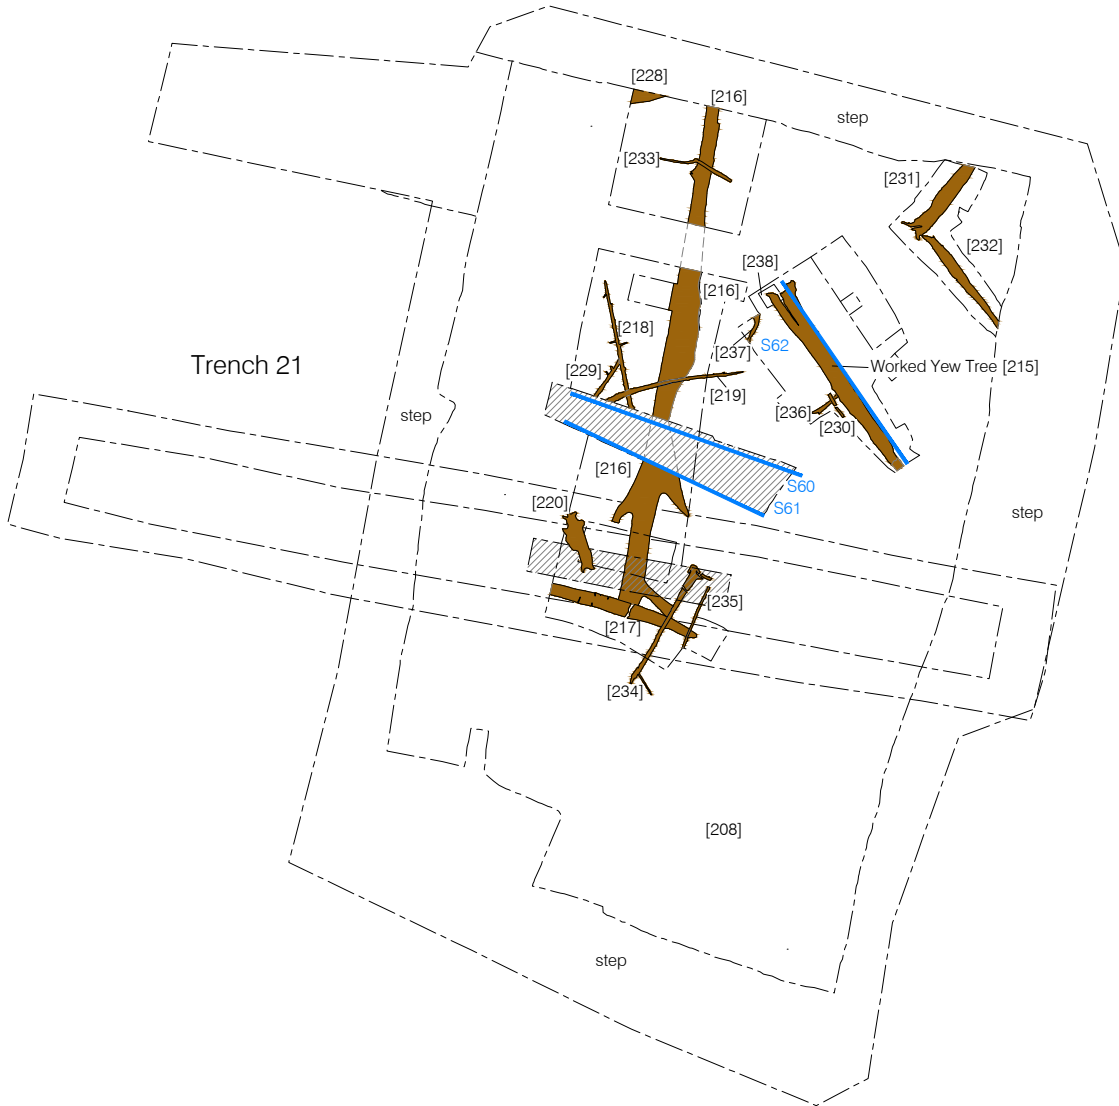 [228]
[216]
step
[233]
[231]
[232]
[238]
[216]
[218]
S62
[237]
Trench 21
[229]
Worked Yew Tree [215]
[219]
step
[236]
[230]
[216]
S60
[220]
S61
step
[235]
[217]
[234]
[208]
step